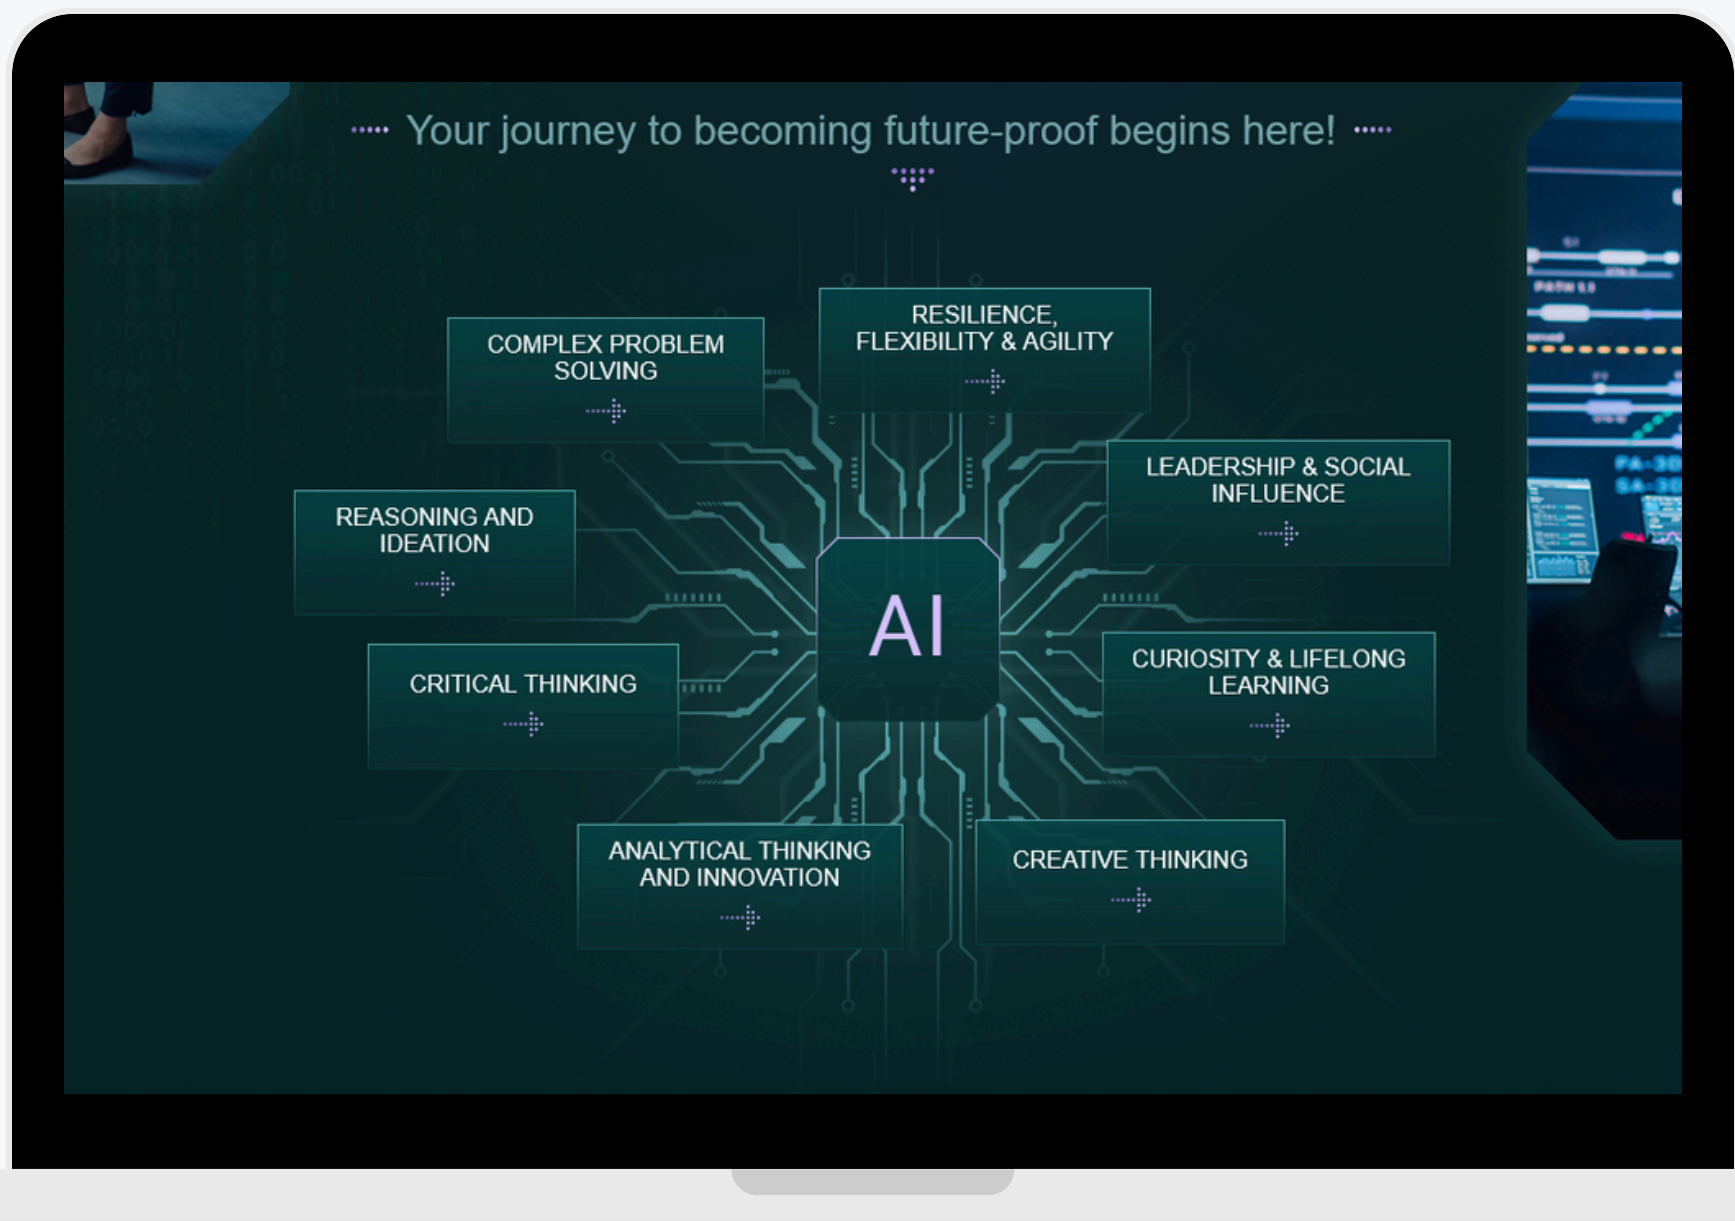 Your journey to becoming future-proof begins here!
COMPLEX PROBLEM
SOLVING
RESILIENCE,
FLEXIBILITY & AGILITY
LEADERSHIP & SOCIAL
INFLUENCE
REASONING AND
IDEATION
AI
CRITICAL THINKING
CURIOSITY & LIFELONG
LEARNING
ANALYTICAL THINKING
AND INNOVATION
CREATIVE THINKING